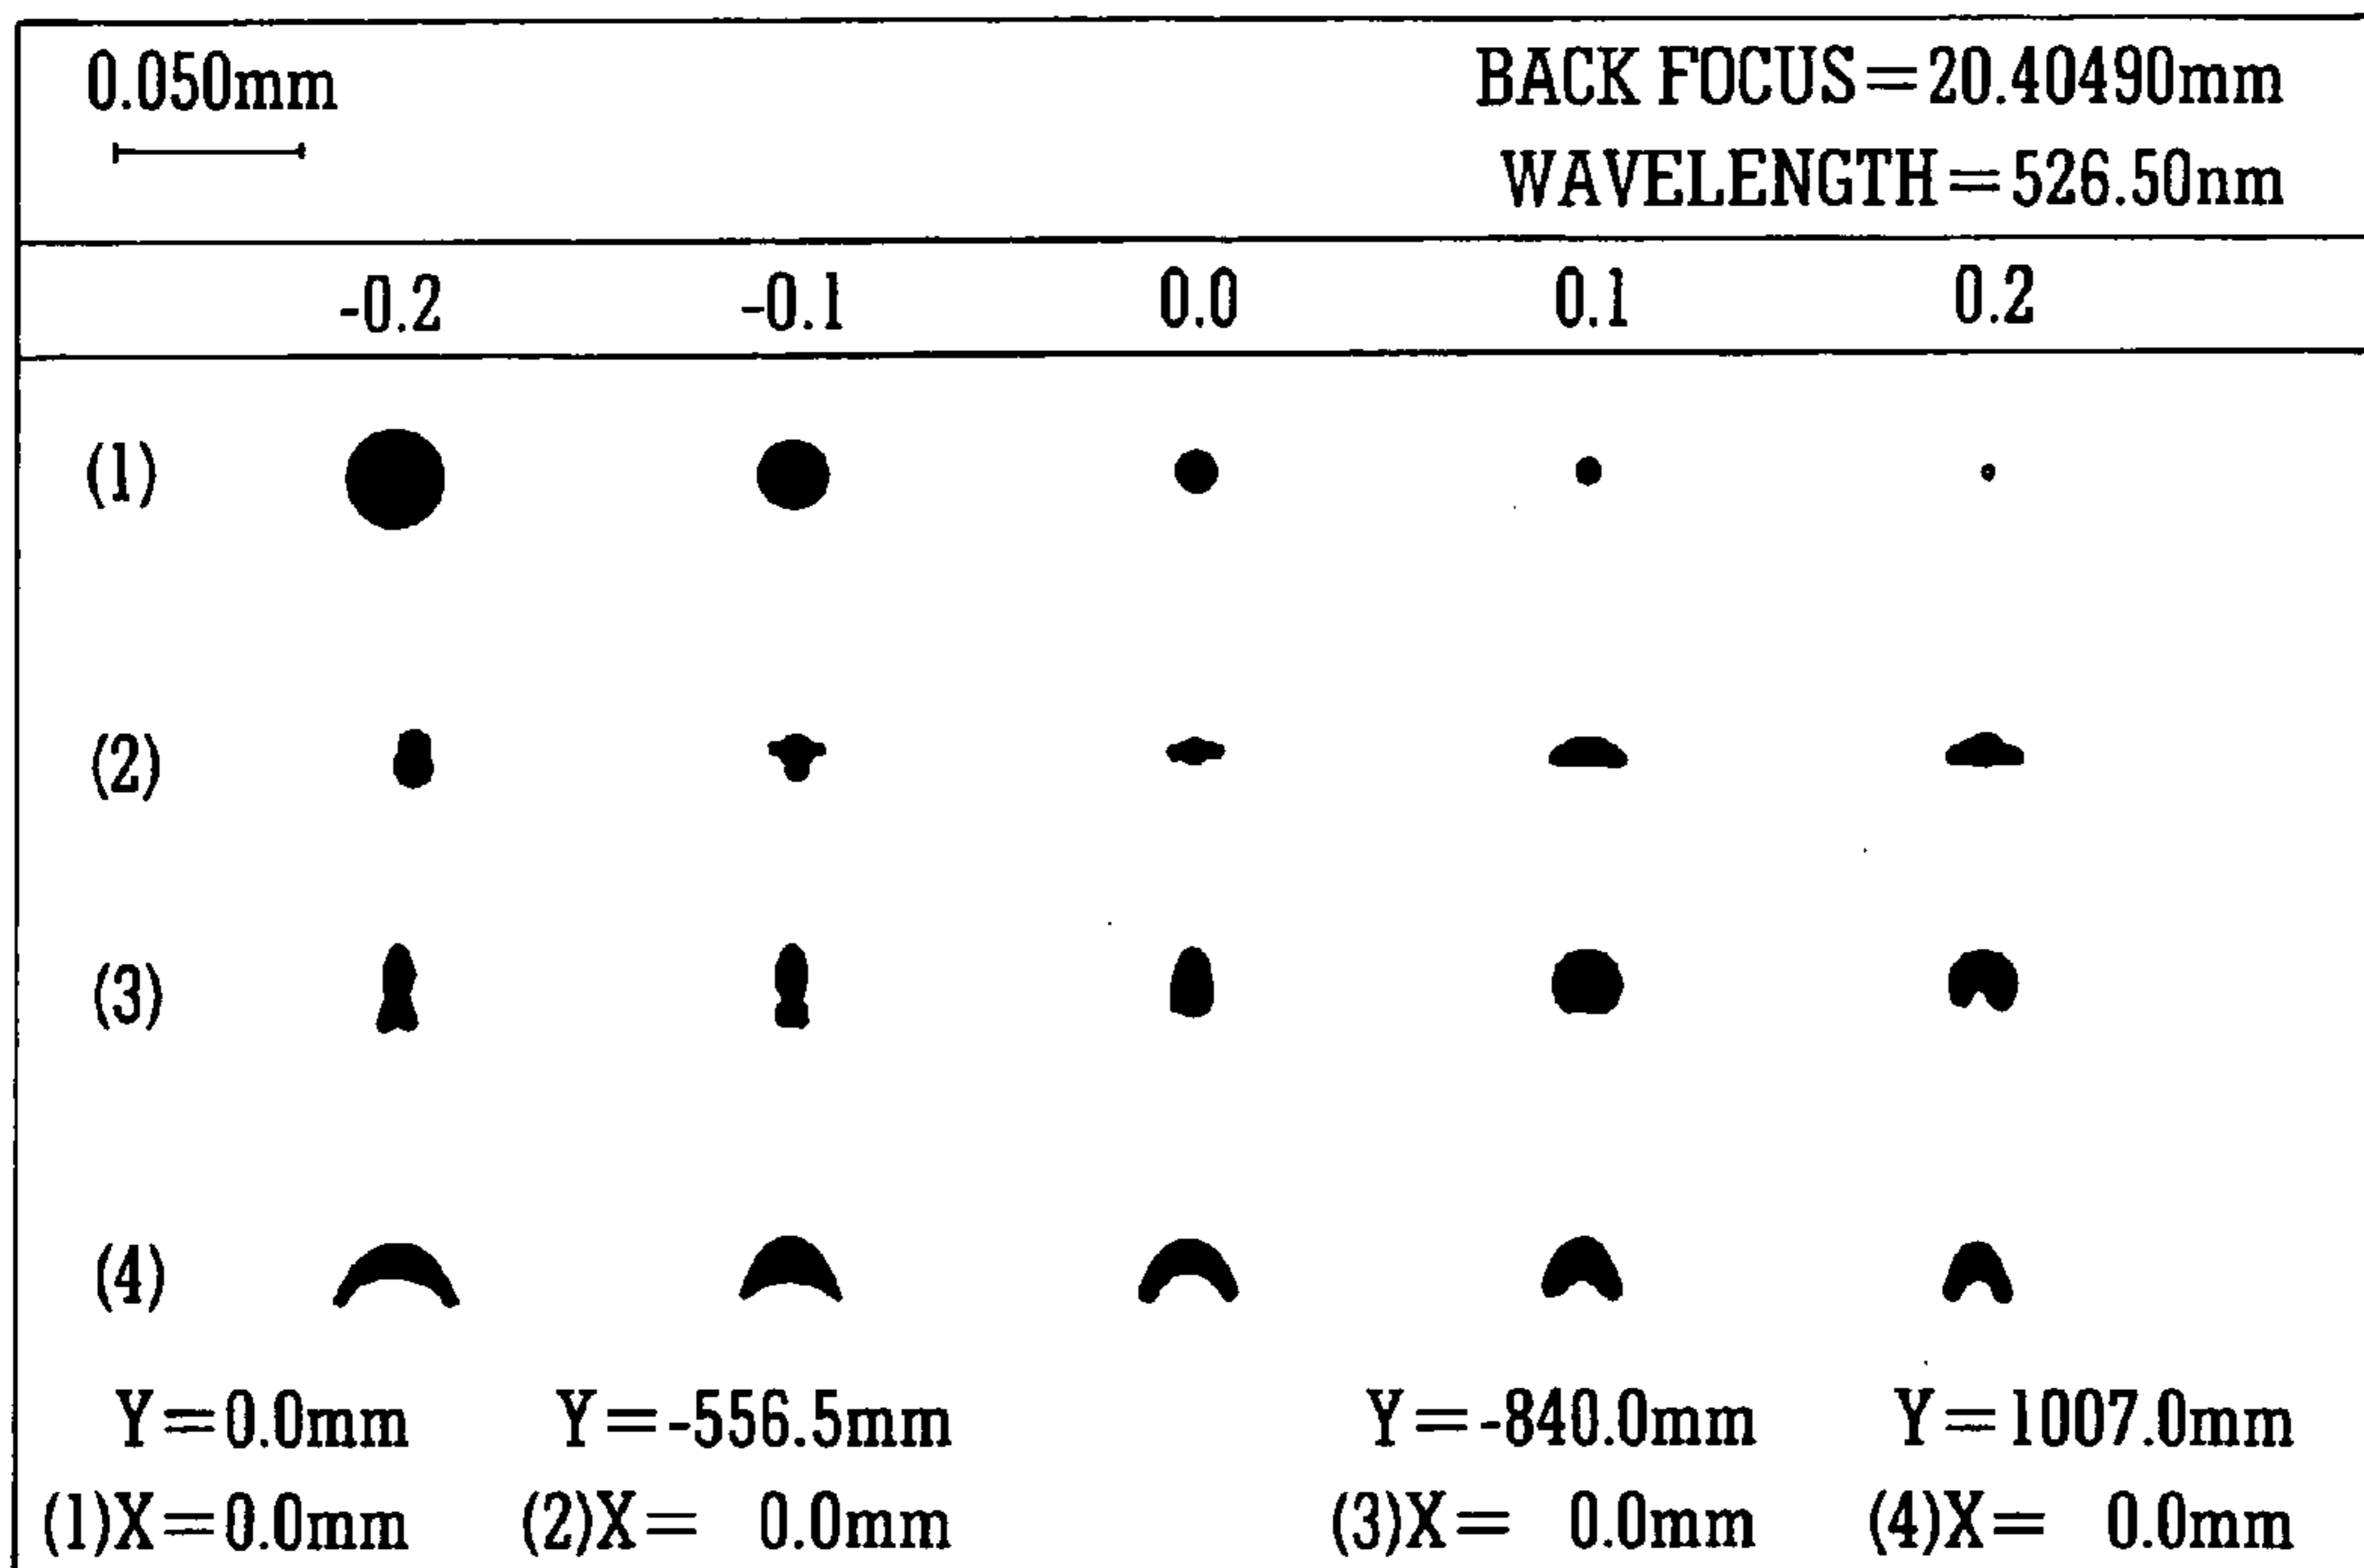 0.050mm
BACK FOCUS=20.40490mm
WAVELENGTH=526.50nm
-0.2 -0.1 0.0 0.1 0.2
(1)
(2)
(3)
(4)
Y=0.0mm Y=-556.5mm Y=-840.0mm Y=1007.0mm
(1)X=0.0mm (2)X= 0.0mm (3)X= 0.0mm (4)X= 0.0mm